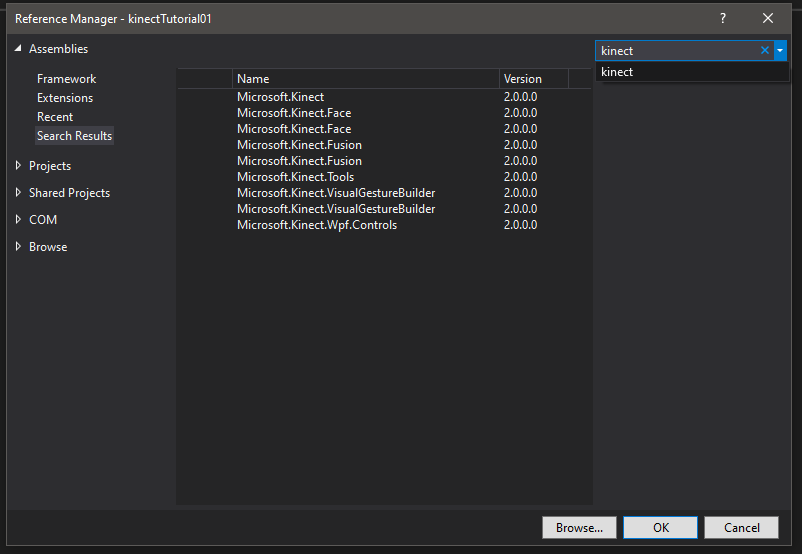 Reference Manager - kinectTutorial01 ?
Assemblies
Framework
Extensions
Recent
Search Results
Projects
Shared Projects
COM
Browse
Name Version
Microsoft.Kinect 2.0.0.0
Microsoft.Kinect.Face 2.0.0.0
Microsoft.Kinect.Face 2.0.0.0
Microsoft.Kinect.Fusion 2.0.0.0
Microsoft.Kinect.Fusion 2.0.0.0
Microsoft.Kinect.Tools 2.0.0.0
Microsoft.Kinect.VisualGestureBuilder 2.0.0.0
Microsoft.Kinect.VisualGestureBuilder 2.0.0.0
Microsoft.Kinect.Wpf.Controls 2.0.0.0
kinect
kinect
Browse... OK Cancel